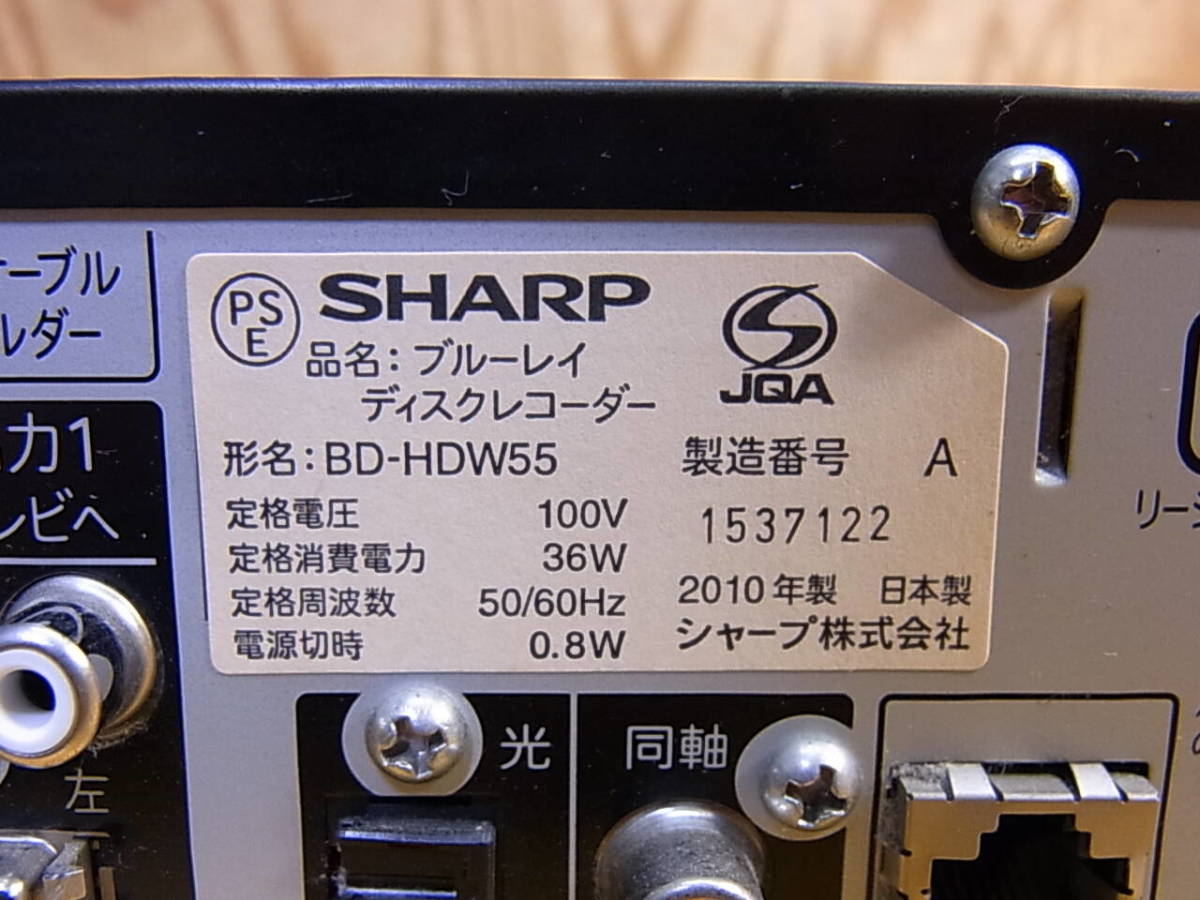 ーブル
ルダー
力1
レビへ
左
PS
E
SHARP
JQA
品名：ブルーレイ
ディスクレコーダー
形名：BD-HDW55
製造番号 A
定格電圧 100V
1537122
定格消費電力 36W
定格周波数 50/60Hz
2010年製 日本製
電源切時 0.8W
シャープ株式会社
光
同軸
リー